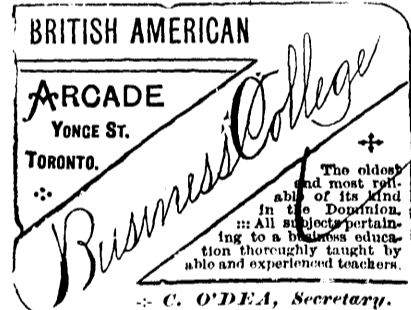 BRITISH AMERICAN
ARCADE
YONGE ST.
TORONTO.
Business College
The oldest
and most reli-
able of its kind
in the Dominion.
::: All subjects pertain-
ing to a business educa-
tion thoroughly taught by
able and experienced teachers.
C. O'DEA, Secretary.